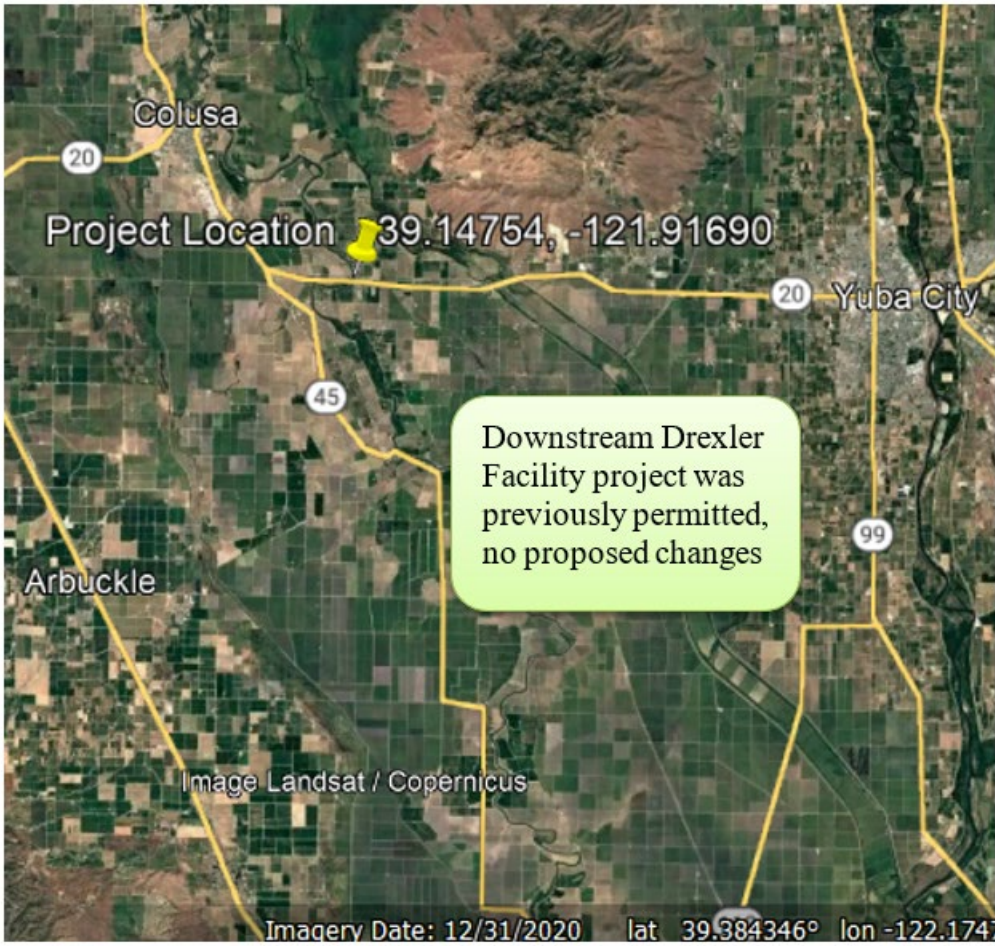 Colusa
20
Project Location 39.14754, -121.91690
20
Yuba City
45
Downstream Drexler
Facility project was
previously permitted,
no proposed changes
99
Arbuckle
Image Landsat / Copernicus
Imagery Date: 12/31/2020 lat 39.384346° lon -122.174